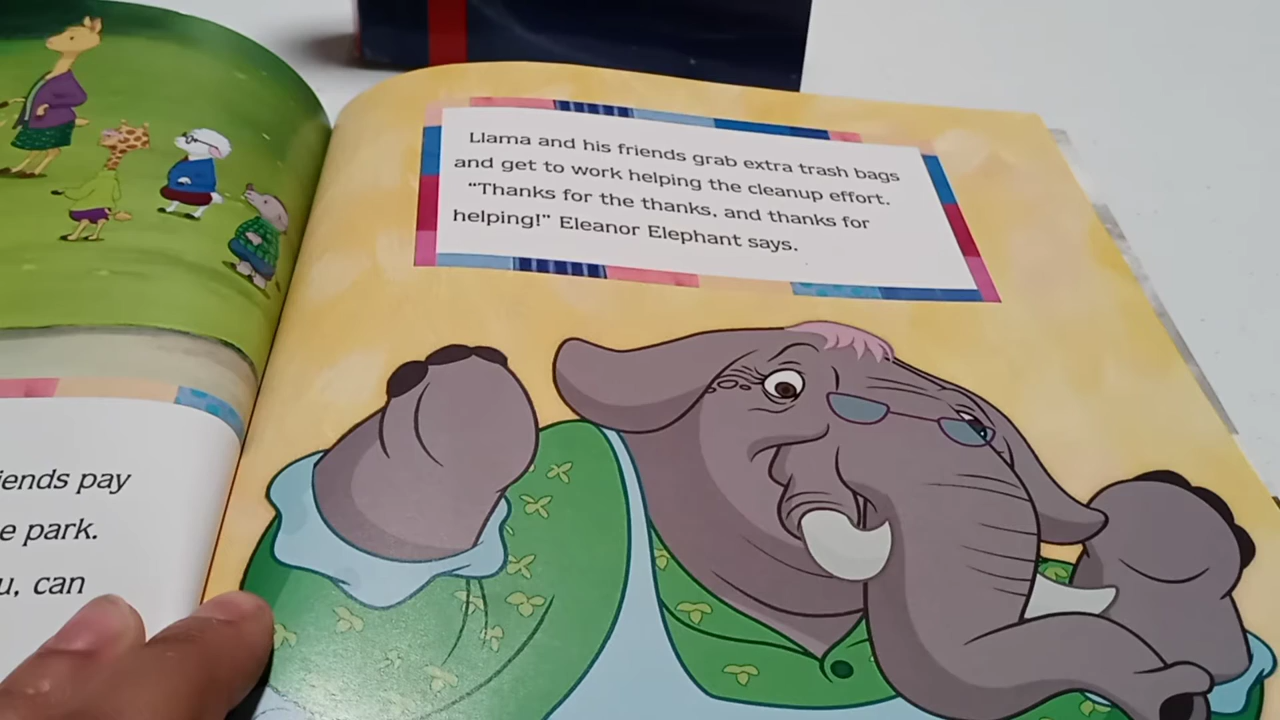 iends pay
e park.
u, can
Llama and his friends grab extra trash bags
and get to work helping the cleanup effort.
“Thanks for the thanks, and thanks for
helping!” Eleanor Elephant says.